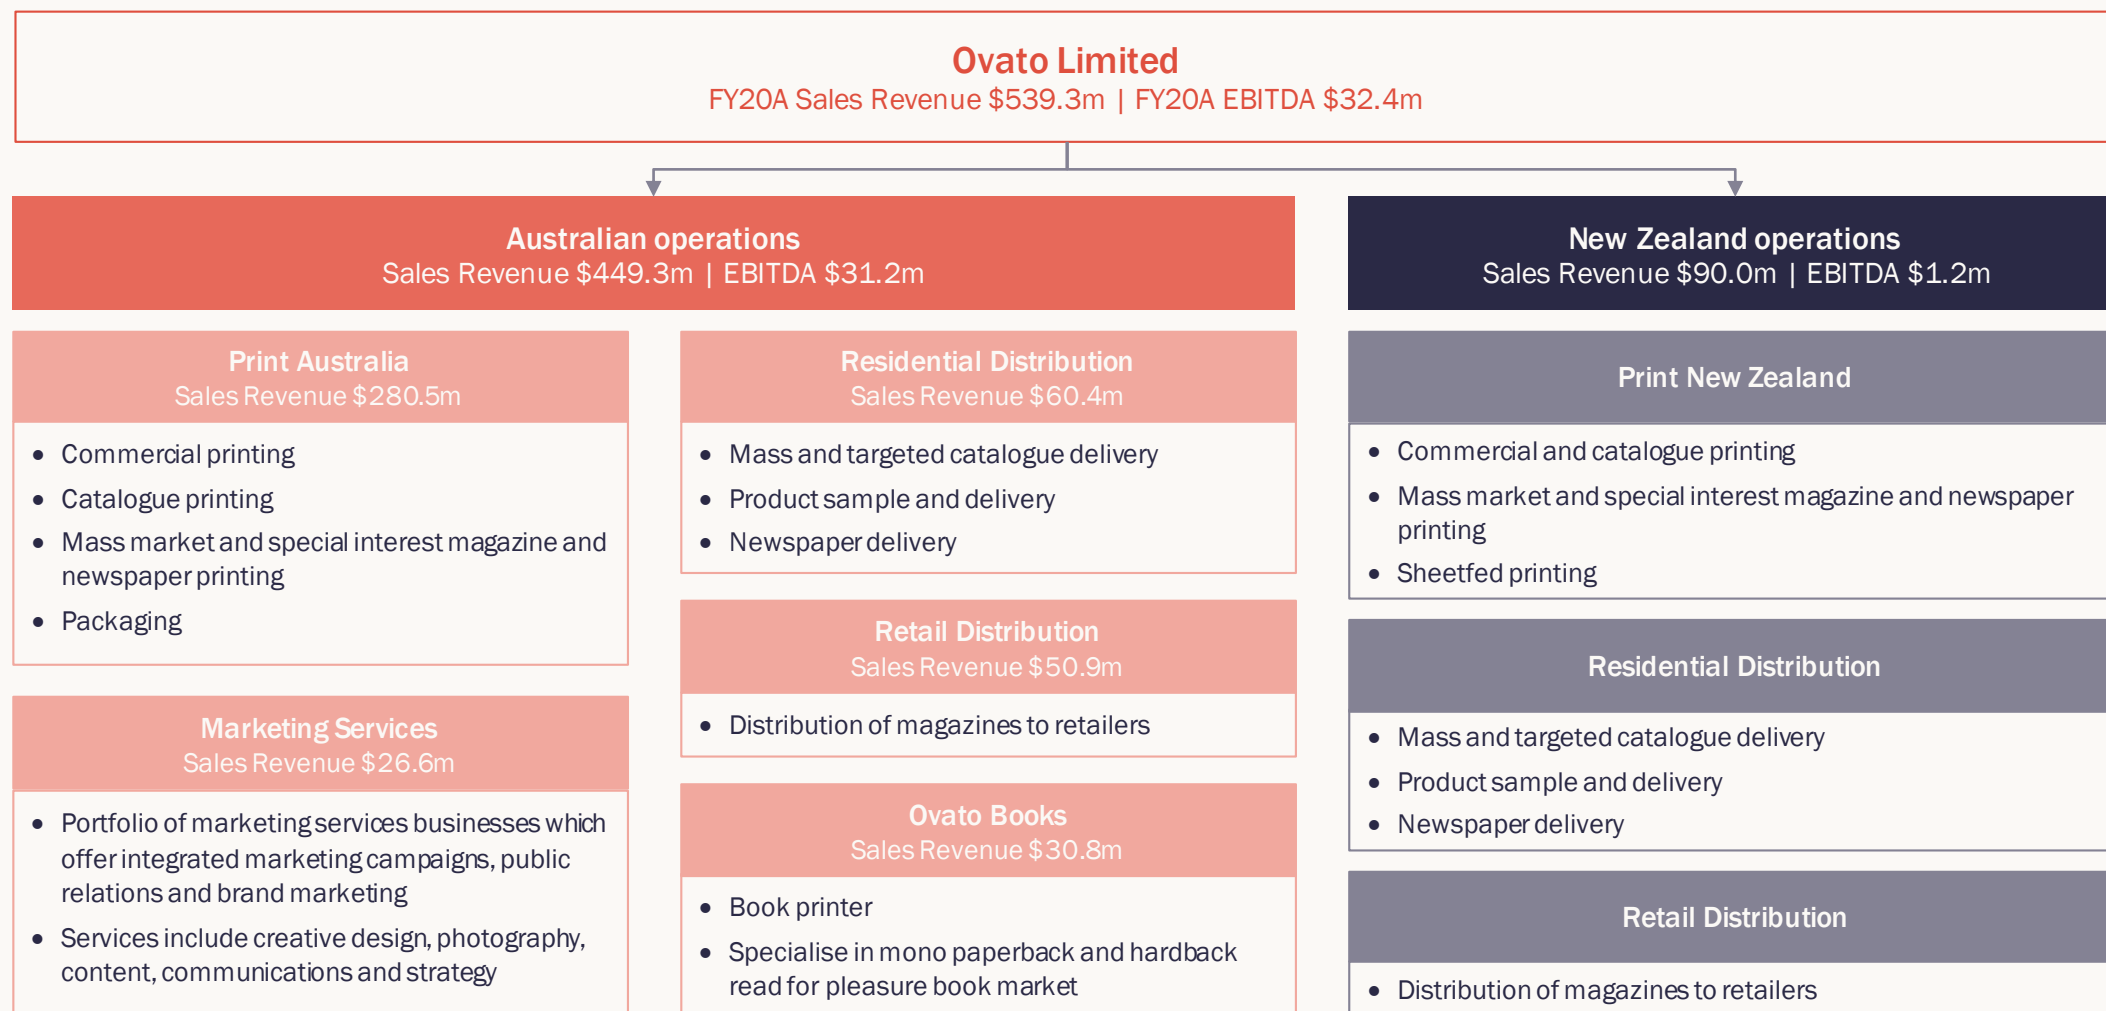 Ovato Limited
FY20A Sales Revenue $539.3m | FY20A EBITDA $32.4m
Australian operations
Sales Revenue $449.3m | EBITDA $31.2m
Print Australia
Sales Revenue $280.5m
• Commercial printing
• Catalogue printing
• Mass market and special interest magazine and
newspaper printing
• Packaging
Marketing Services
Sales Revenue $26.6m
• Portfolio of marketing services businesses which
offer integrated marketing campaigns, public
relations and brand marketing
• Services include creative design, photography,
content, communications and strategy
Residential Distribution
Sales Revenue $60.4m
• Mass and targeted catalogue delivery
• Product sample and delivery
• Newspaper delivery
Retail Distribution
Sales Revenue $50.9m
• Distribution of magazines to retailers
Ovato Books
Sales Revenue $30.8m
• Book printer
• Specialise in mono paperback and hardback
read for pleasure book market
New Zealand operations
Sales Revenue $90.0m | EBITDA $1.2m
Print New Zealand
• Commercial and catalogue printing
• Mass market and special interest magazine and newspaper
printing
• Sheetfed printing
Residential Distribution
• Mass and targeted catalogue delivery
• Product sample and delivery
• Newspaper delivery
Retail Distribution
• Distribution of magazines to retailers